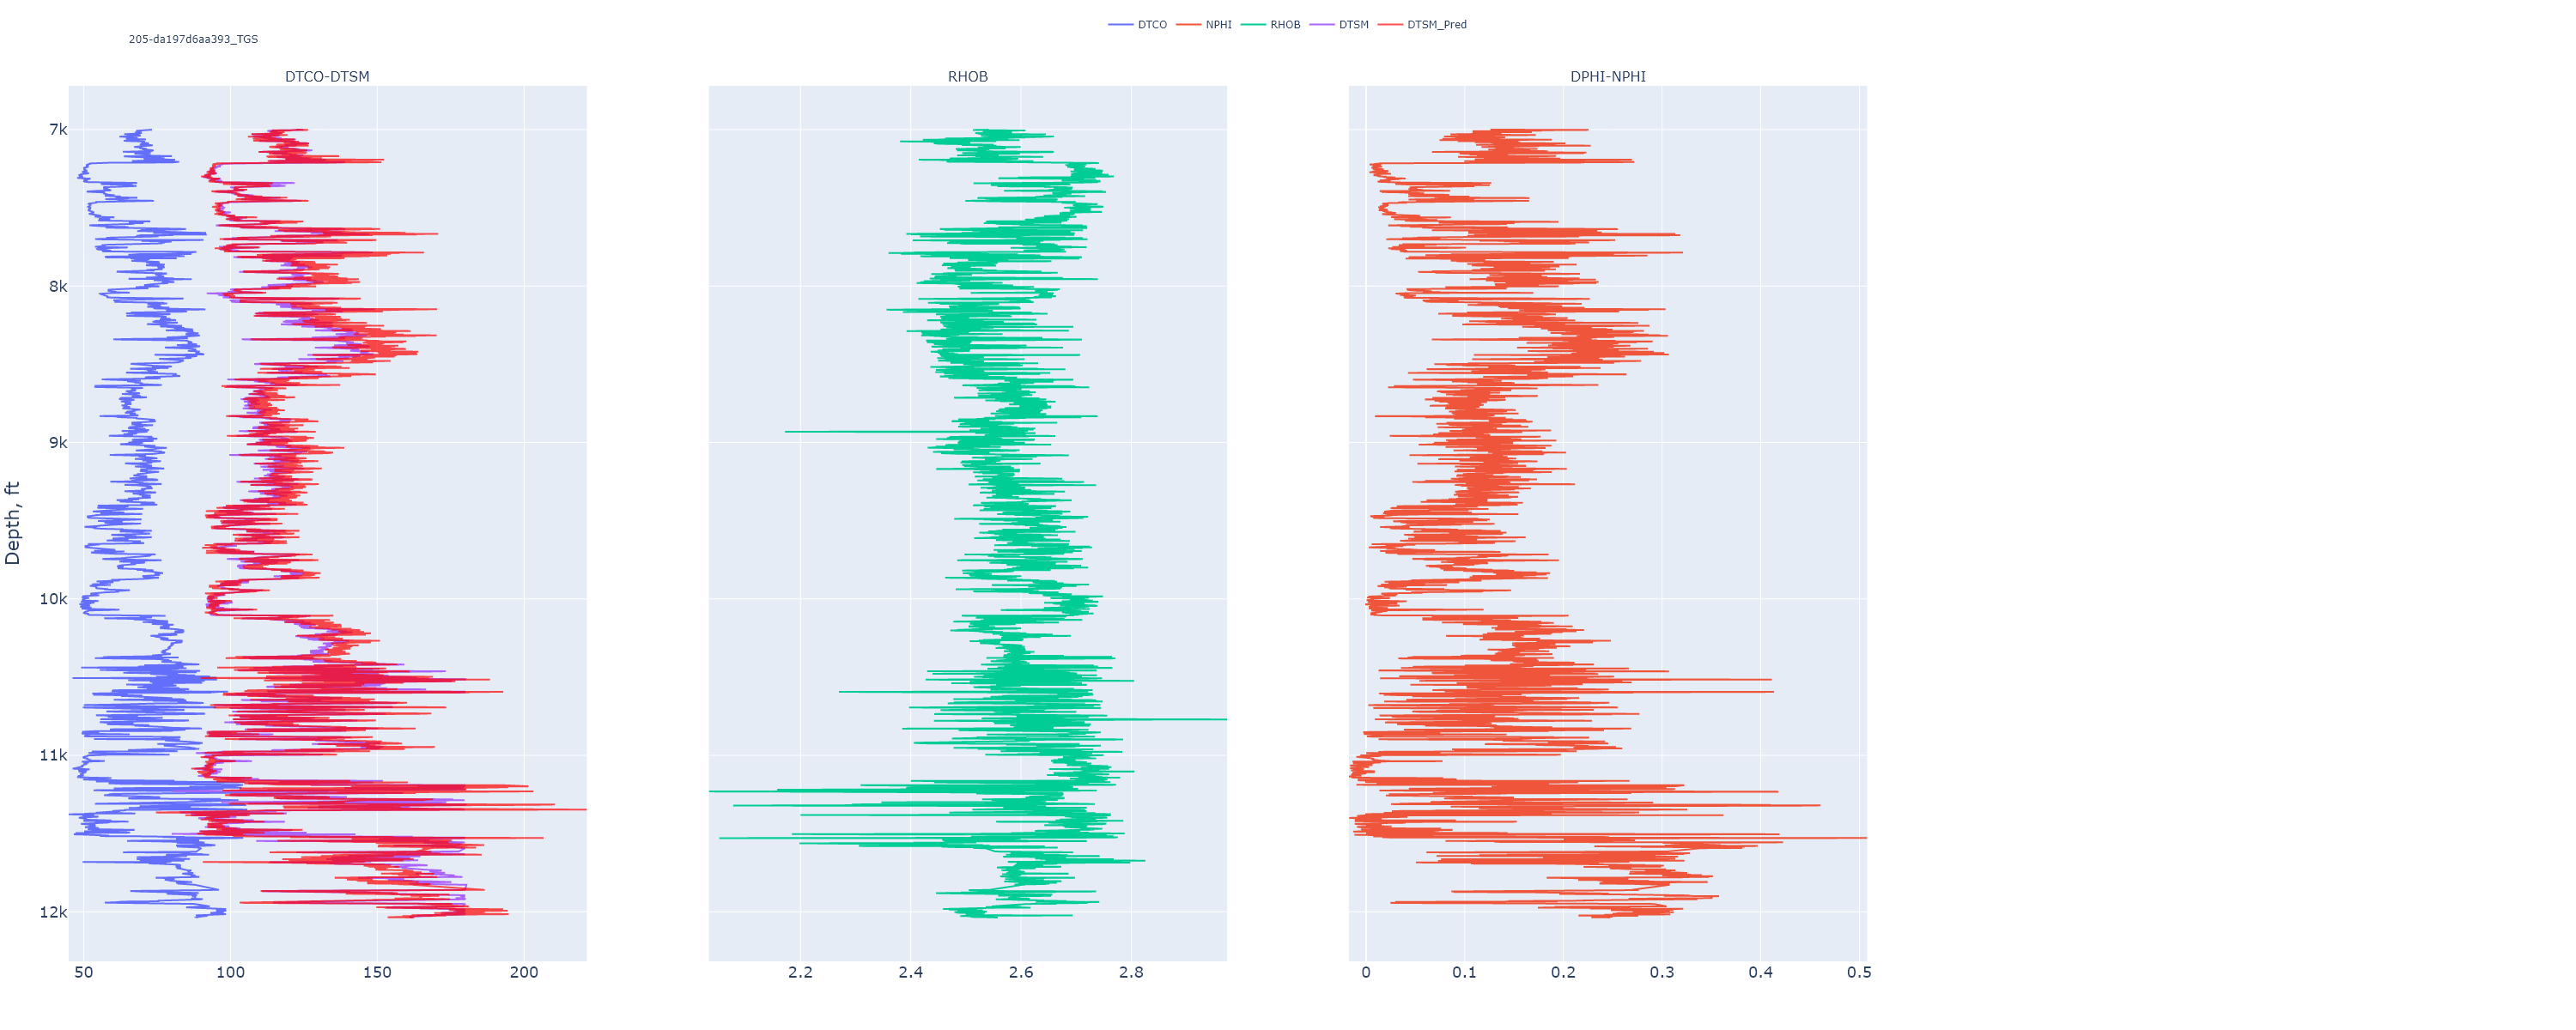 DTCO NPHI RHOB DTSM DTSM_Pred
205-da197d6aa393_TGS
DTCO-DTSM RHOB DPHI-NPHI
7k
8k
9k
Depth, ft
10k
11k
12k
50 100 150 200 2.2 2.4 2.6 2.8 0 0.1 0.2 0.3 0.4 0.5